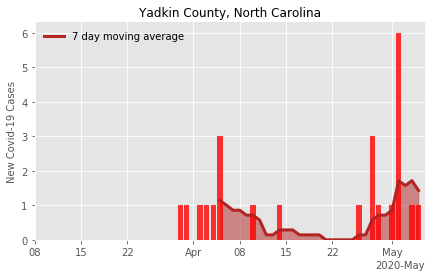 Yadkin County, North Carolina
7 day moving average
New Covid-19 Cases
6
5
4
3
2
1
0
08 15 22 Apr 08 15 22 May
2020-May